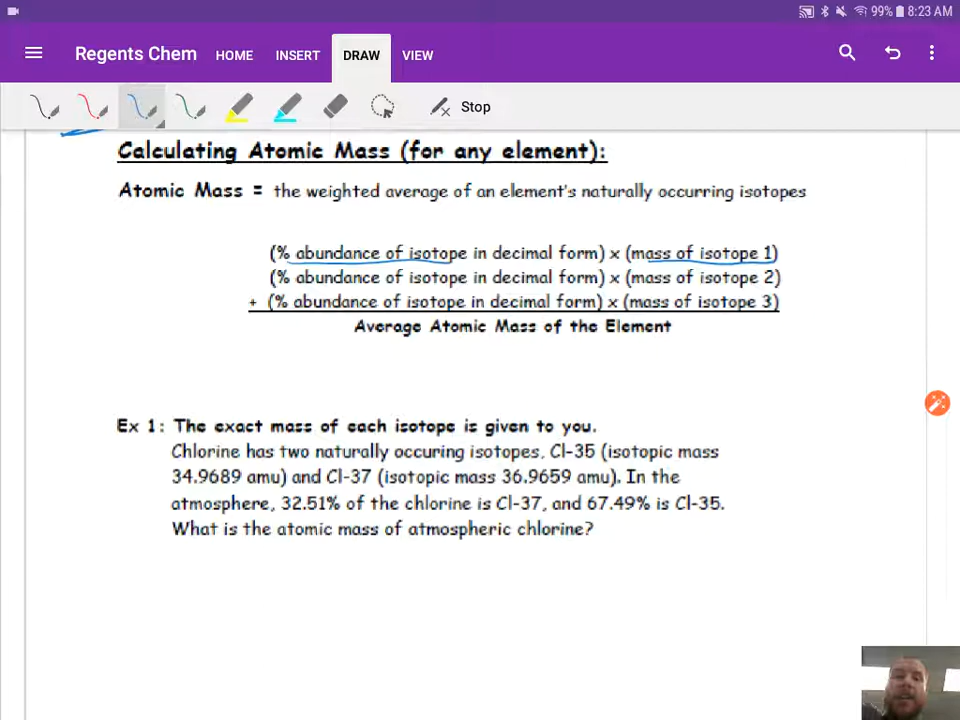 99% 8:23 AM
Regents Chem HOME INSERT DRAW VIEW
Stop
Calculating Atomic Mass (for any element):
Atomic Mass = the weighted average of an element's naturally occurring isotopes
(% abundance of isotope in decimal form) x (mass of isotope 1)
(% abundance of isotope in decimal form) x (mass of isotope 2)
+ (% abundance of isotope in decimal form) x (mass of isotope 3)
Average Atomic Mass of the Element
Ex 1: The exact mass of each isotope is given to you.
Chlorine has two naturally occuring isotopes, Cl-35 (isotopic mass
34.9689 amu) and Cl-37 (isotopic mass 36.9659 amu). In the
atmosphere, 32.51% of the chlorine is Cl-37, and 67.49% is Cl-35.
What is the atomic mass of atmospheric chlorine?